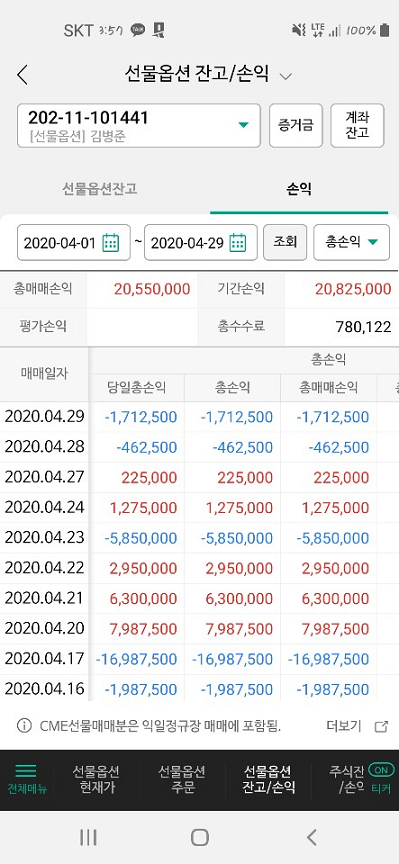 SKT 3:57 TALK LTE 100%
선물옵션 잔고/손익
202-11-101441
[선물옵션] 김병준
증거금
계좌
잔고
선물옵션잔고 손익
2020-04-01 ~ 2020-04-29 조회 총손익
총매매손익 20,550,000 기간손익 20,825,000
평가손익 총수수료 780,122
매매일자 총손익
당일총손익 총손익 총매매손익
2020.04.29 -1,712,500 -1,712,500 -1,712,500
2020.04.28 -462,500 -462,500 -462,500
2020.04.27 225,000 225,000 225,000
2020.04.24 1,275,000 1,275,000 1,275,000
2020.04.23 -5,850,000 -5,850,000 -5,850,000
2020.04.22 2,950,000 2,950,000 2,950,000
2020.04.21 6,300,000 6,300,000 6,300,000
2020.04.20 7,987,500 7,987,500 7,987,500
2020.04.17 -16,987,500 -16,987,500 -16,987,500
2020.04.16 -1,987,500 -1,987,500 -1,987,500
CME선물매매분은 익일정규장 매매에 포함됨. 더보기
전체메뉴
선물옵션
현재가
선물옵션
주문
선물옵션
잔고/손익
주식잔
/손익
ON
티커